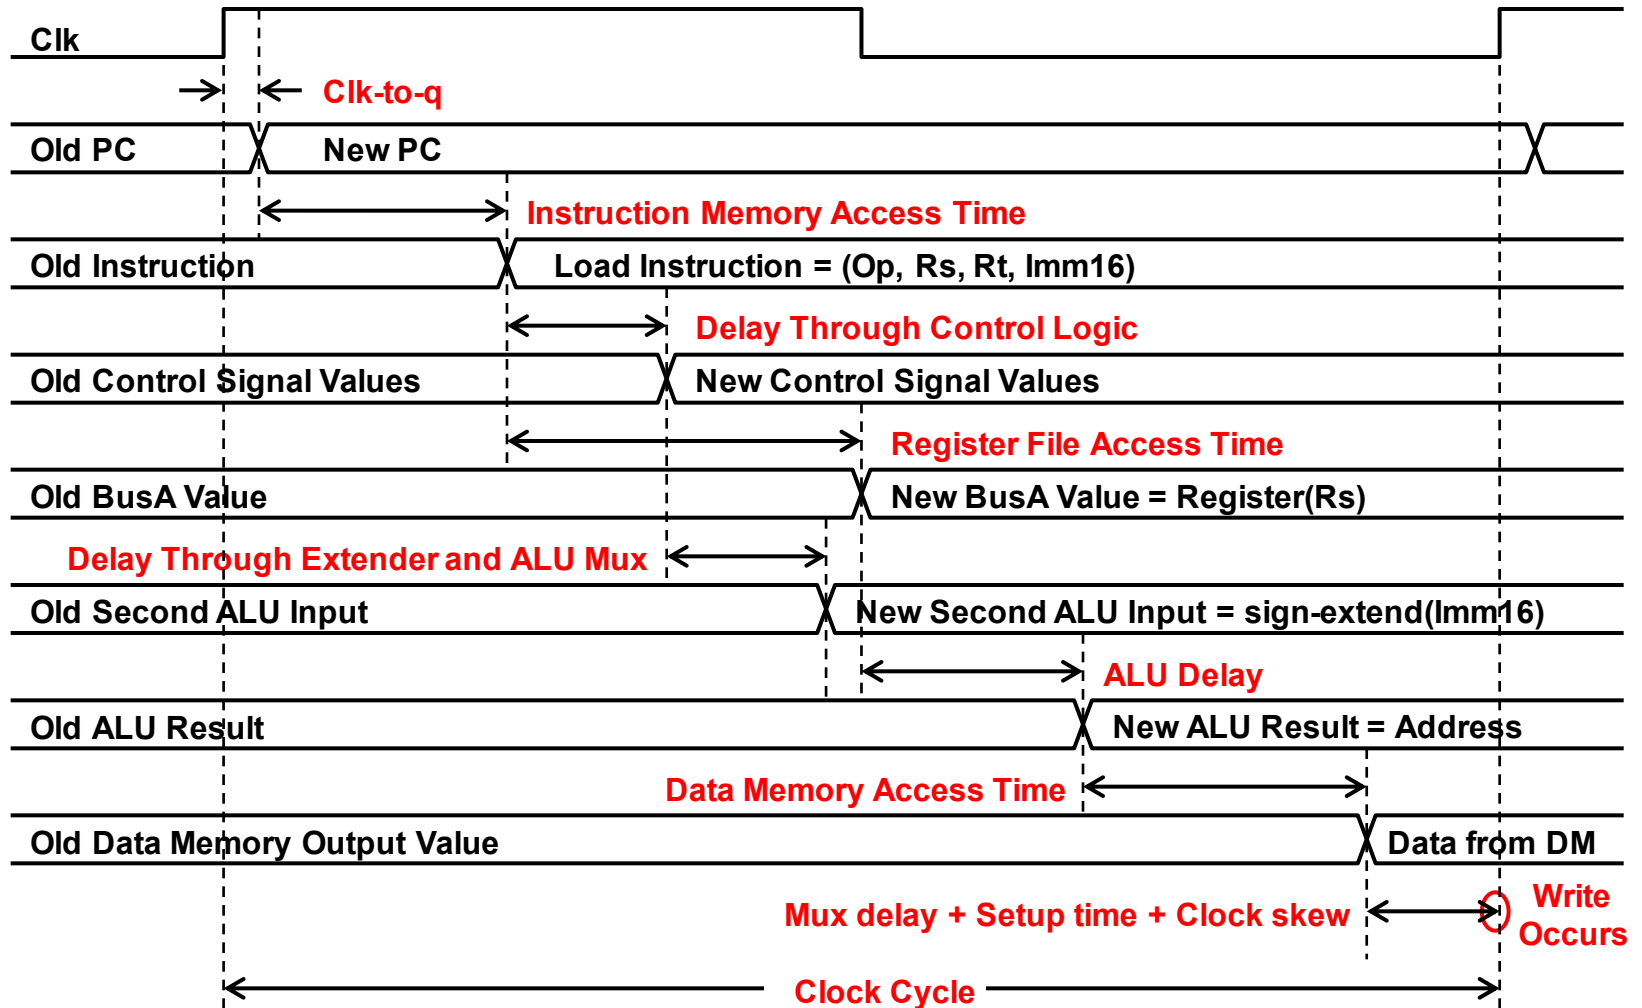 Clk
Clk-to-q
Old PC
New PC
Instruction Memory Access Time
Old Instruction
Load Instruction = (Op, Rs, Rt, Imm16)
Delay Through Control Logic
Old Control Signal Values
New Control Signal Values
Register File Access Time
Old BusA Value
New BusA Value = Register(Rs)
Delay Through Extender and ALU Mux
Old Second ALU Input
New Second ALU Input = sign-extend(Imm16)
ALU Delay
Old ALU Result
New ALU Result = Address
Data Memory Access Time
Old Data Memory Output Value
Data from DM
Mux delay + Setup time + Clock skew
Write
Occurs
Clock Cycle